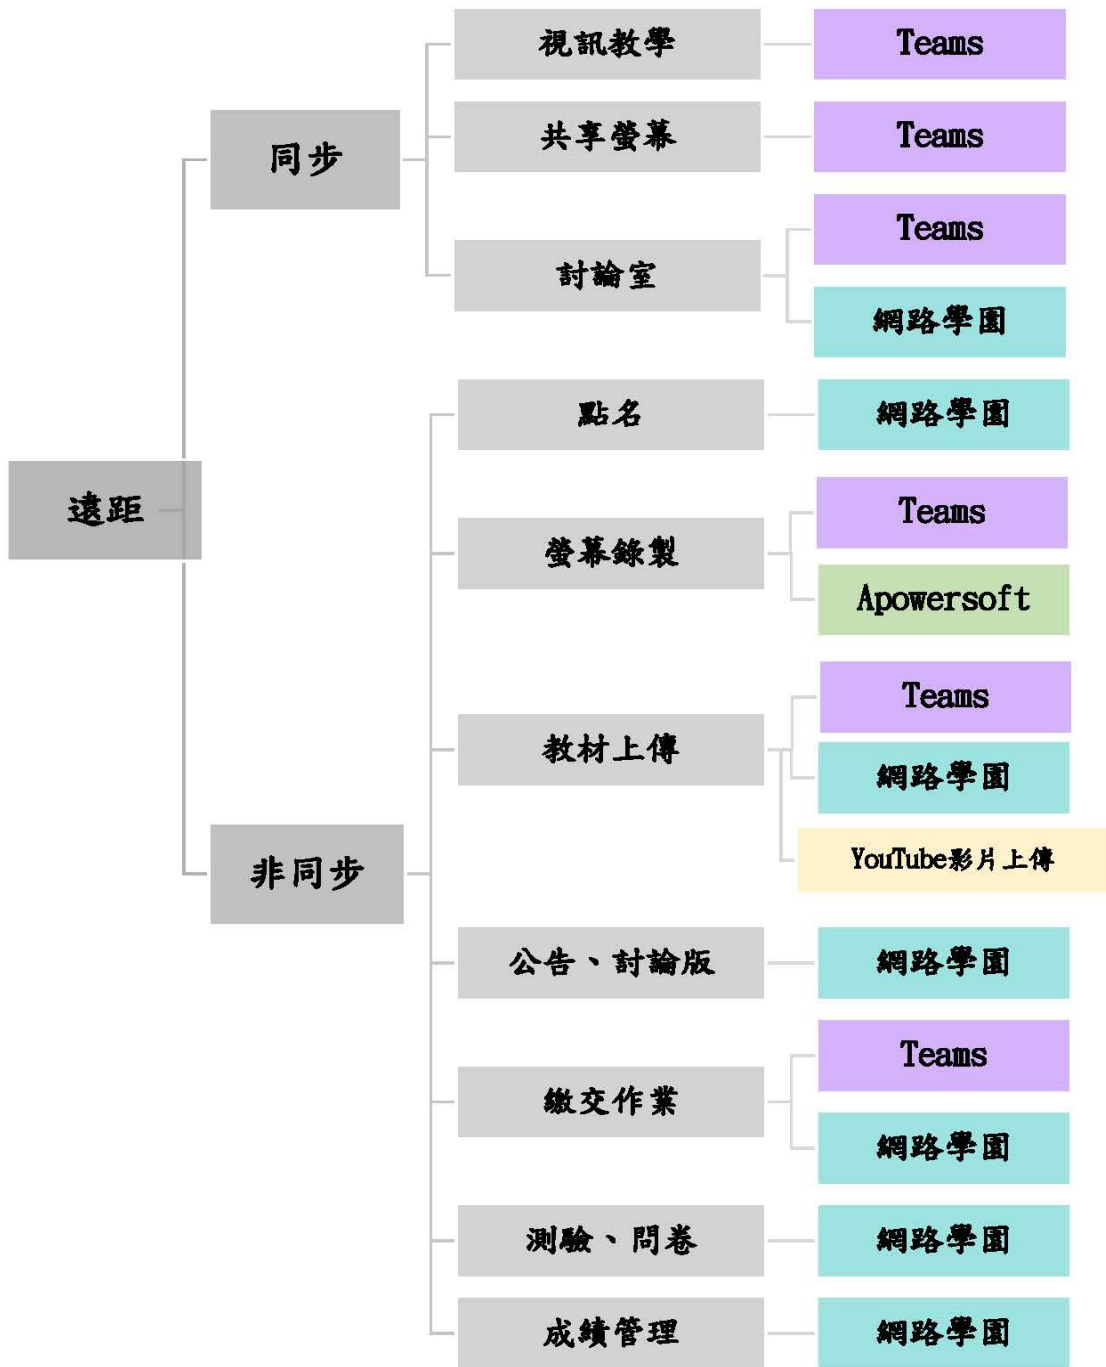 遠距
同步
視訊教學
Teams
共享螢幕
Teams
討論室
Teams
網路學園
非同步
點名
網路學園
螢幕錄製
Teams
Apowersoft
教材上傳
Teams
網路學園
YouTube影片上傳
公告、討論版
網路學園
繳交作業
Teams
網路學園
測驗、問卷
網路學園
成績管理
網路學園